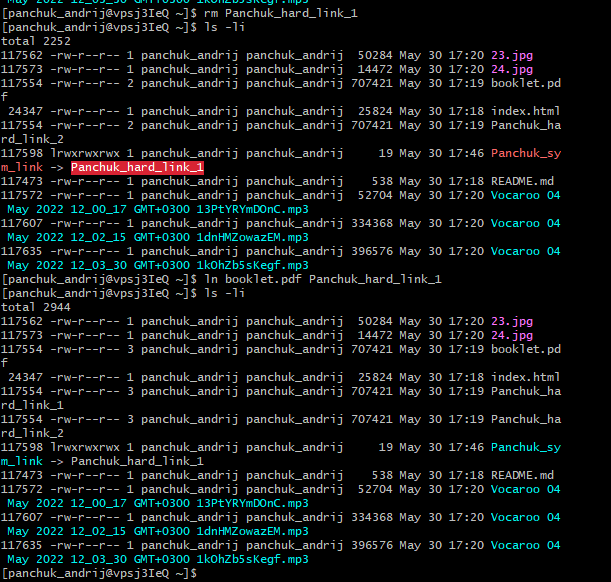 [panchuk_andrij@vpsj3IeQ ~]$ rm Panchuk_hard_link_1
[panchuk_andrij@vpsj3IeQ ~]$ ls -li
total 2252
117562 -rw-r--r-- 1 panchuk_andrij panchuk_andrij  50284 May 30 17:20 23.jpg
117573 -rw-r--r-- 1 panchuk_andrij panchuk_andrij  14472 May 30 17:20 24.jpg
117554 -rw-r--r-- 2 panchuk_andrij panchuk_andrij 707421 May 30 17:19 booklet.pd
f
 24347 -rw-r--r-- 1 panchuk_andrij panchuk_andrij  25824 May 30 17:18 index.html
117554 -rw-r--r-- 2 panchuk_andrij panchuk_andrij 707421 May 30 17:19 Panchuk_ha
rd_link_2
117598 lrwxrwxrwx 1 panchuk_andrij panchuk_andrij     19 May 30 17:46 Panchuk_sy
m_link -> Panchuk_hard_link_1
117473 -rw-r--r-- 1 panchuk_andrij panchuk_andrij    538 May 30 17:18 README.md
117572 -rw-r--r-- 1 panchuk_andrij panchuk_andrij  52704 May 30 17:20 Vocaroo 04
 May 2022 12_00_17 GMT+0300 13PtYRYmDOnC.mp3
117607 -rw-r--r-- 1 panchuk_andrij panchuk_andrij 334368 May 30 17:20 Vocaroo 04
 May 2022 12_02_15 GMT+0300 1dnHMZowazEM.mp3
117635 -rw-r--r-- 1 panchuk_andrij panchuk_andrij 396576 May 30 17:20 Vocaroo 04
 May 2022 12_03_30 GMT+0300 1kOhZb5sKegf.mp3
[panchuk_andrij@vpsj3IeQ ~]$ ln booklet.pdf Panchuk_hard_link_1
[panchuk_andrij@vpsj3IeQ ~]$ ls -li
total 2944
117562 -rw-r--r-- 1 panchuk_andrij panchuk_andrij  50284 May 30 17:20 23.jpg
117573 -rw-r--r-- 1 panchuk_andrij panchuk_andrij  14472 May 30 17:20 24.jpg
117554 -rw-r--r-- 3 panchuk_andrij panchuk_andrij 707421 May 30 17:19 booklet.pd
f
 24347 -rw-r--r-- 1 panchuk_andrij panchuk_andrij  25824 May 30 17:18 index.html
117554 -rw-r--r-- 3 panchuk_andrij panchuk_andrij 707421 May 30 17:19 Panchuk_ha
rd_link_1
117554 -rw-r--r-- 3 panchuk_andrij panchuk_andrij 707421 May 30 17:19 Panchuk_ha
rd_link_2
117598 lrwxrwxrwx 1 panchuk_andrij panchuk_andrij     19 May 30 17:46 Panchuk_sy
m_link -> Panchuk_hard_link_1
117473 -rw-r--r-- 1 panchuk_andrij panchuk_andrij    538 May 30 17:18 README.md
117572 -rw-r--r-- 1 panchuk_andrij panchuk_andrij  52704 May 30 17:20 Vocaroo 04
 May 2022 12_00_17 GMT+0300 13PtYRYmDOnC.mp3
117607 -rw-r--r-- 1 panchuk_andrij panchuk_andrij 334368 May 30 17:20 Vocaroo 04
 May 2022 12_02_15 GMT+0300 1dnHMZowazEM.mp3
117635 -rw-r--r-- 1 panchuk_andrij panchuk_andrij 396576 May 30 17:20 Vocaroo 04
 May 2022 12_03_30 GMT+0300 1kOhZb5sKegf.mp3
[panchuk_andrij@vpsj3IeQ ~]$